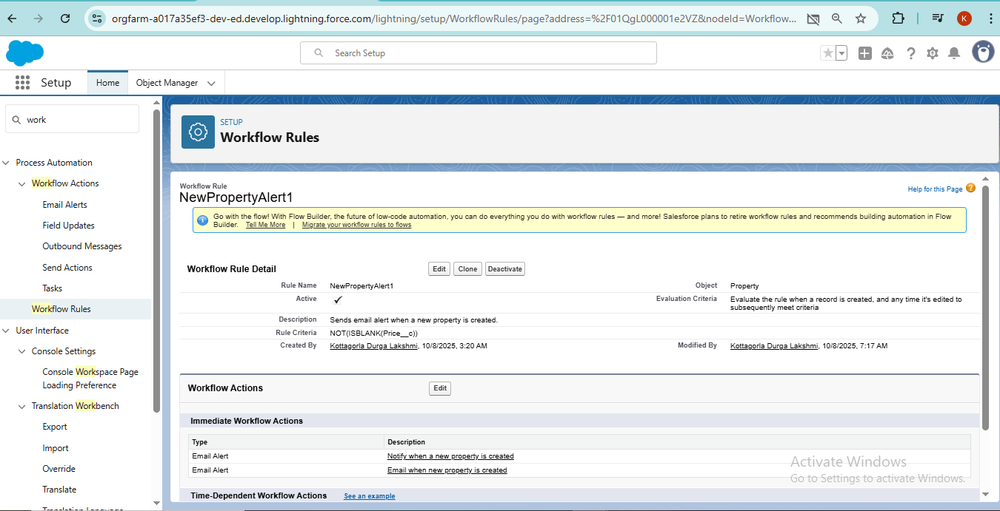 orgfarm-a017a35ef3-dev-ed.develop.lightning.force.com/lightning/setup/WorkflowRules/page?address=%2F01QgL000001e2VZ&nodeId=Workflow...
K
Search Setup
Setup
Home
Object Manager
work
Process Automation
Workflow Actions
Email Alerts
Field Updates
Outbound Messages
Send Actions
Tasks
Workflow Rules
User Interface
Console Settings
Console Workspace Page
Loading Preference
Translation Workbench
Export
Import
Override
Translate
Translation Language
SETUP
Workflow Rules
Workflow Rule
NewPropertyAlert1
Help for this Page
Go with the flow! With Flow Builder, the future of low-code automation, you can do everything you do with workflow rules — and more! Salesforce plans to retire workflow rules and recommends building automation in Flow
Builder. Tell Me More | Migrate your workflow rules to flows
Workflow Rule Detail Edit Clone Deactivate
Rule Name NewPropertyAlert1 Object Property
Active Evaluation Criteria Evaluate the rule when a record is created, and any time it's edited to
subsequently meet criteria
Description Sends email alert when a new property is created.
Rule Criteria NOT(ISBLANK(Price__c))
Created By Kottagorla Durga Lakshmi, 10/8/2025, 3:20 AM Modified By Kottagorla Durga Lakshmi, 10/8/2025, 7:17 AM
Workflow Actions Edit
Immediate Workflow Actions
Type Description
Email Alert Notify when a new property is created
Email Alert Email when new property is created
Time-Dependent Workflow Actions See an example
Activate Windows
Go to Settings to activate Windows.